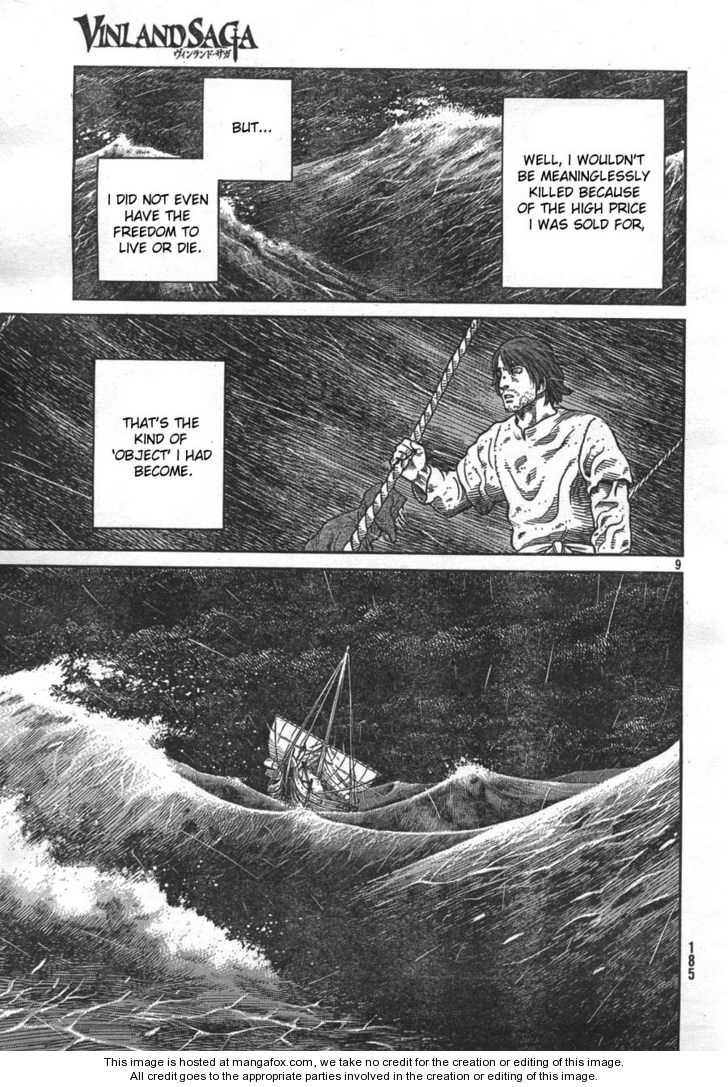 VINLAND SAGA
ヴィンランド・サガ
WELL, I WOULDN'T
BE MEANINGLESSLY
KILLED BECAUSE
OF THE HIGH PRICE
I WAS SOLD FOR,
BUT...
I DID NOT EVEN
HAVE THE
FREEDOM TO
LIVE OR DIE.
THAT'S THE
KIND OF
'OBJECT' I HAD
BECOME.
9
185
This image is hosted at mangafox.com, we take no credit for the creation or editing of this image.
All credit goes to the appropriate parties involved in the creation or editing of this image.